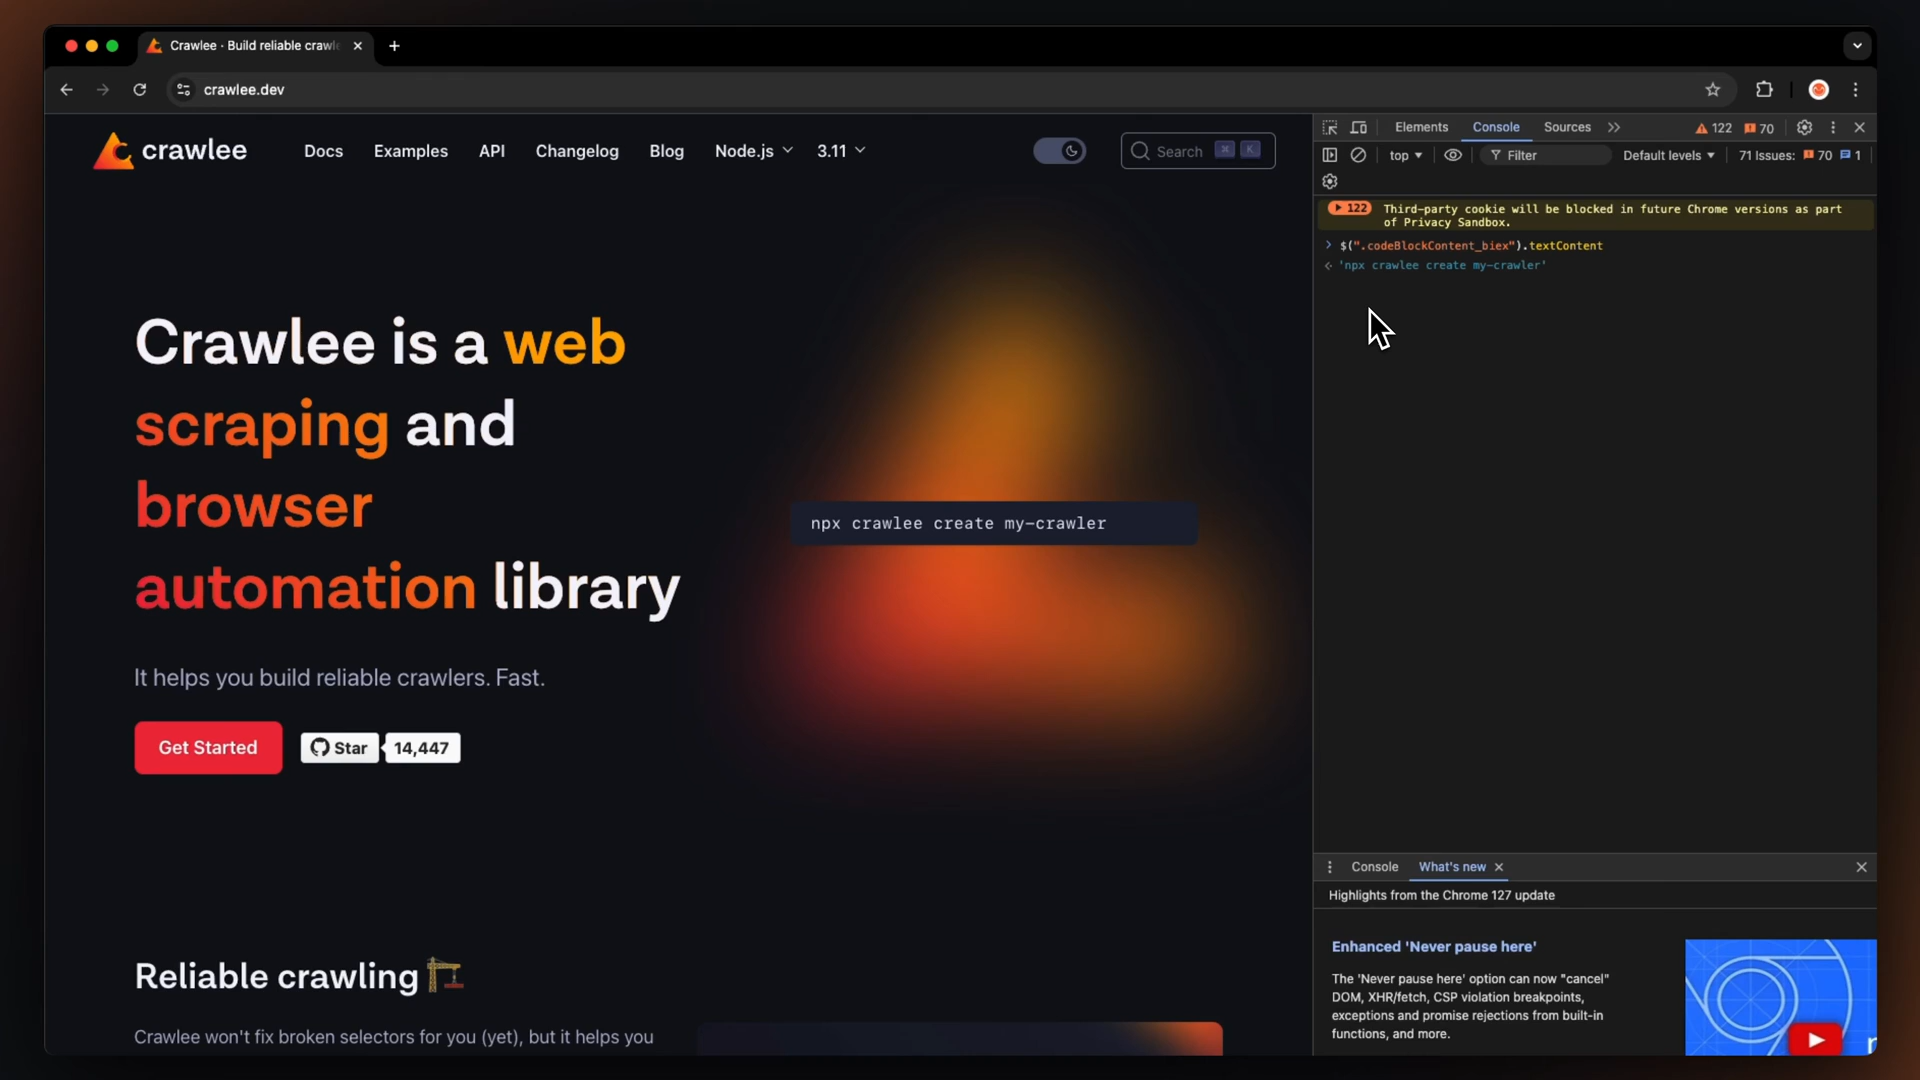 Crawlee · Build reliable crawl
crawlee.dev
crawlee
Docs
Examples
API
Changelog
Blog
Node.js
3.11
Search
⌘ K
Crawlee is a web
scraping and
browser
automation library
It helps you build reliable crawlers. Fast.
Get Started
Star
14,447
npx crawlee create my-crawler
Reliable crawling
Crawlee won't fix broken selectors for you (yet), but it helps you
Elements
Console
Sources
122
70
top
Filter
Default levels
71 Issues:
70
1
122
Third-party cookie will be blocked in future Chrome versions as part
of Privacy Sandbox.
$(".codeBlockContent_biex").textContent
'npx crawlee create my-crawler'
Console
What's new
Highlights from the Chrome 127 update
Enhanced 'Never pause here'
The 'Never pause here' option can now "cancel"
DOM, XHR/fetch, CSP violation breakpoints,
exceptions and promise rejections from built-in
functions, and more.